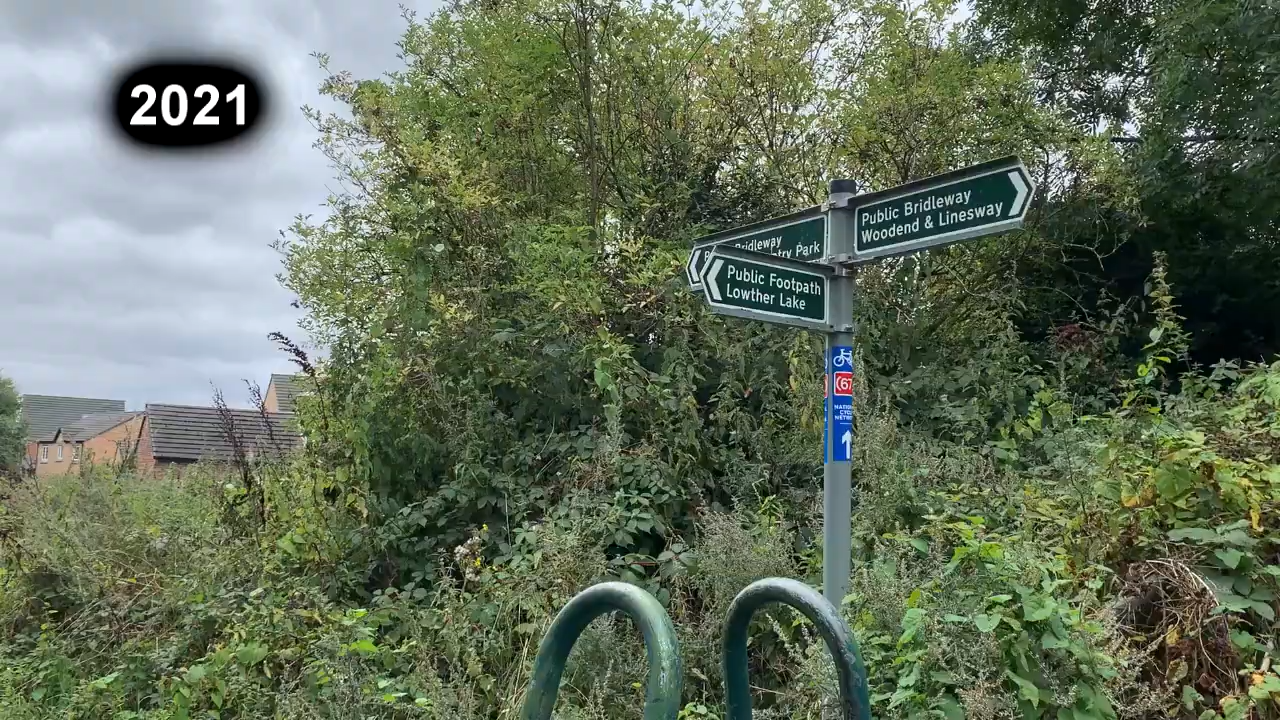 2021
Public Bridleway
Woodend & Linesway
Bridleway
Park
Public Footpath
Lowther Lake
67